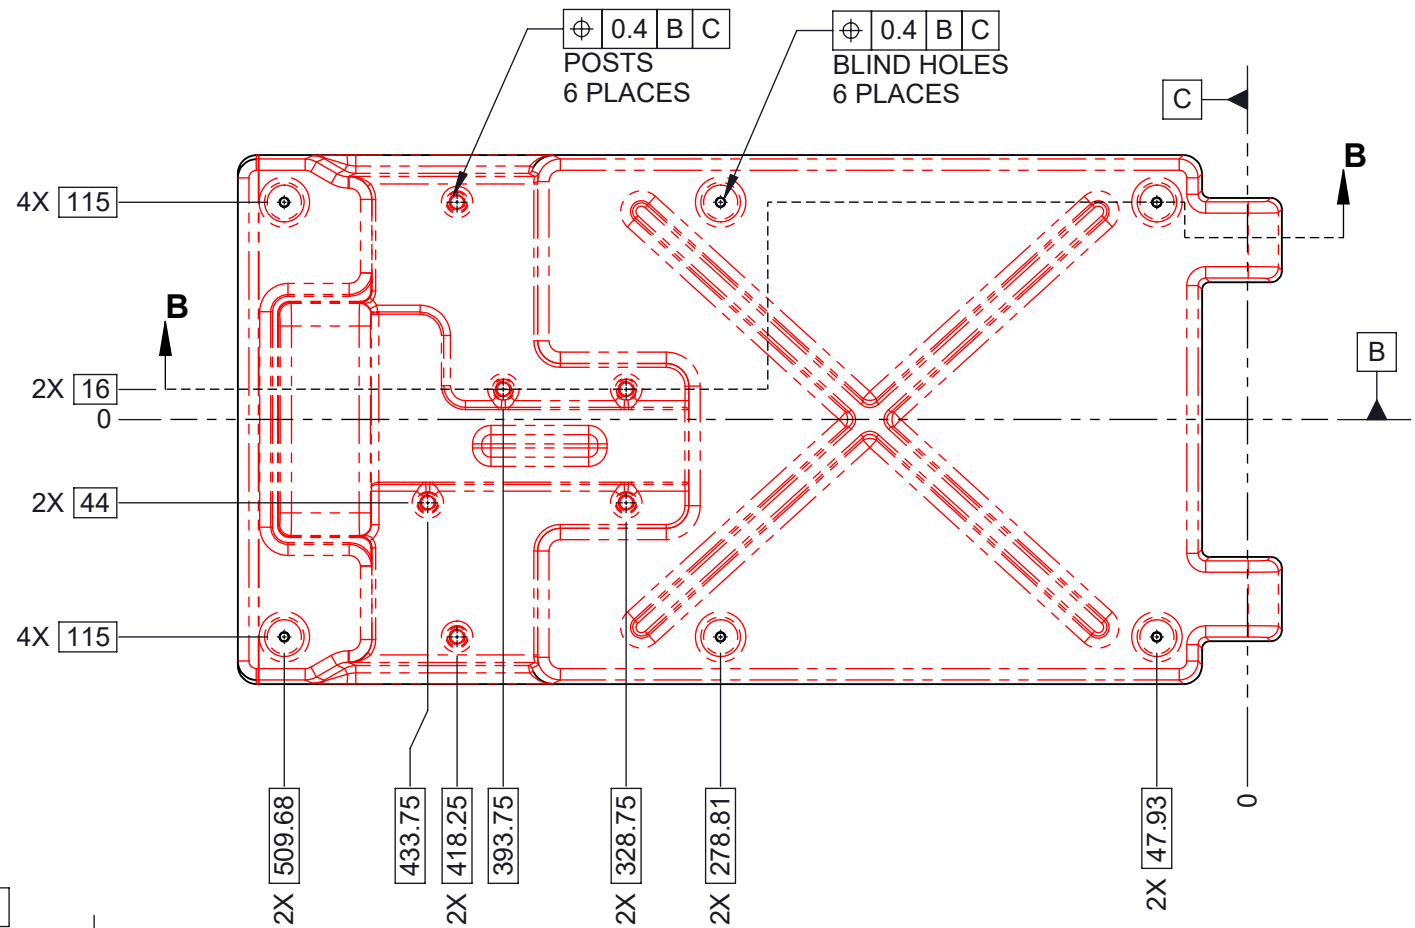 ⌖ 0.4 B C
POSTS
6 PLACES
⌖ 0.4 B C
BLIND HOLES
6 PLACES
C
B
4X 115
B
B
2X 16
0
2X 44
4X 115
2X 509.68
433.75
2X 418.25
393.75
2X 328.75
2X 278.81
2X 47.93
0